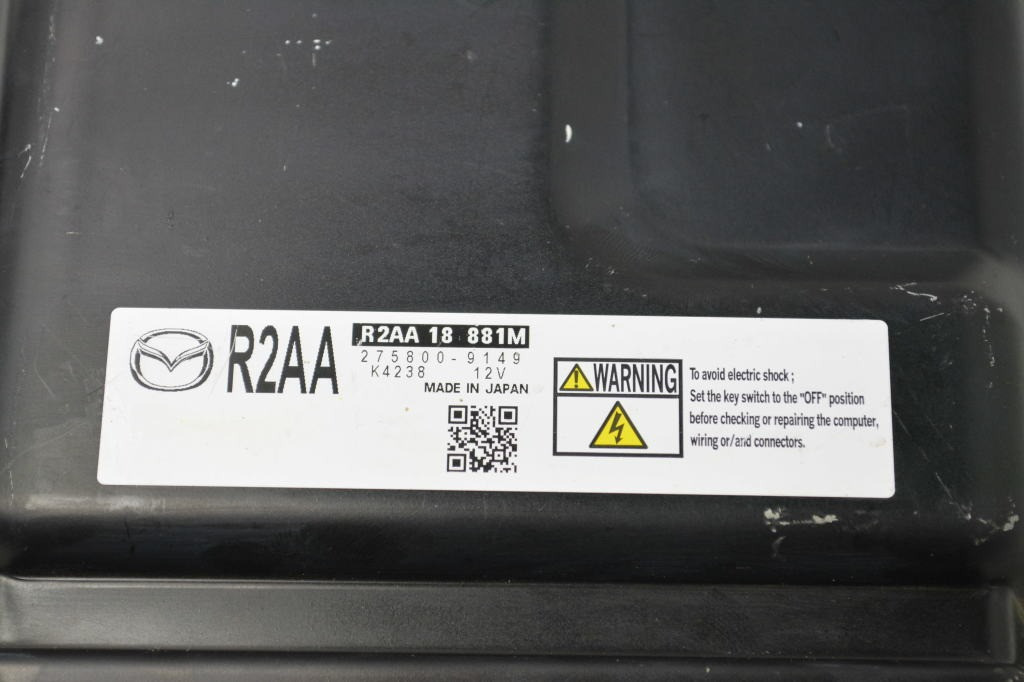 R2AA
R2AA 18 881M
275800-9149
K4238 12V
MADE IN JAPAN
WARNING
To avoid electric shock ;
Set the key switch to the "OFF" position
before checking or repairing the computer,
wiring or/and connectors.